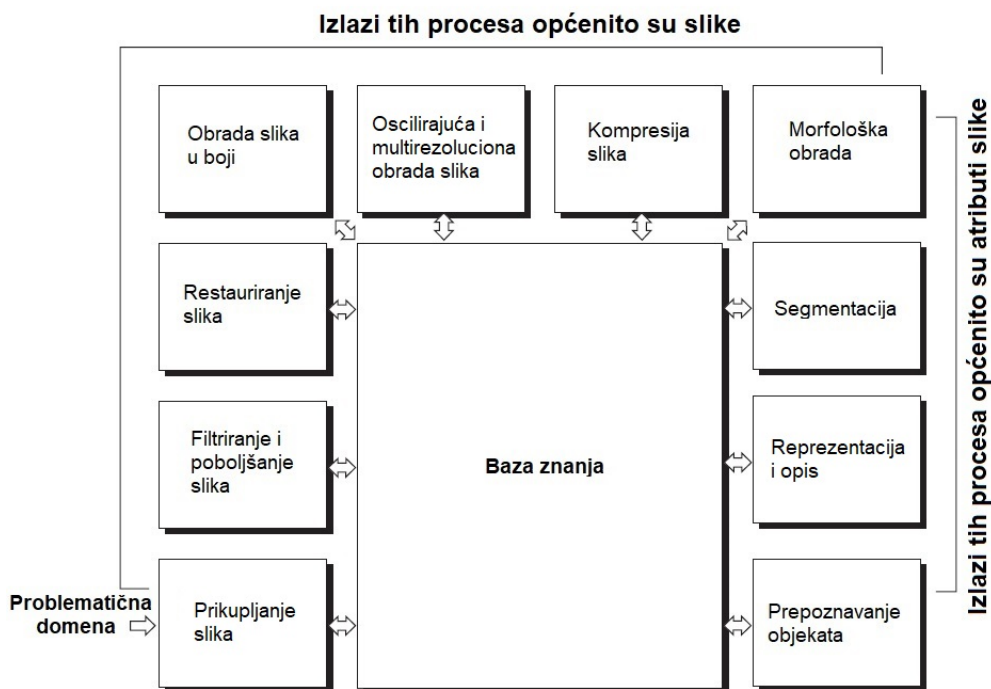 Izlazi tih procesa općenito su slike
Obrada slika
u boji
Oscilirajuća i
multirezoluciona
obrada slika
Kompresija
slika
Morfološka
obrada
Restauriranje
slika
Segmentacija
Filtriranje i
poboljšanje
slika
Baza znanja
Reprezentacija
i opis
Problematična
domena
Prikupljanje
slika
Prepoznavanje
objekata
Izlazi tih procesa općenito su atributi slike